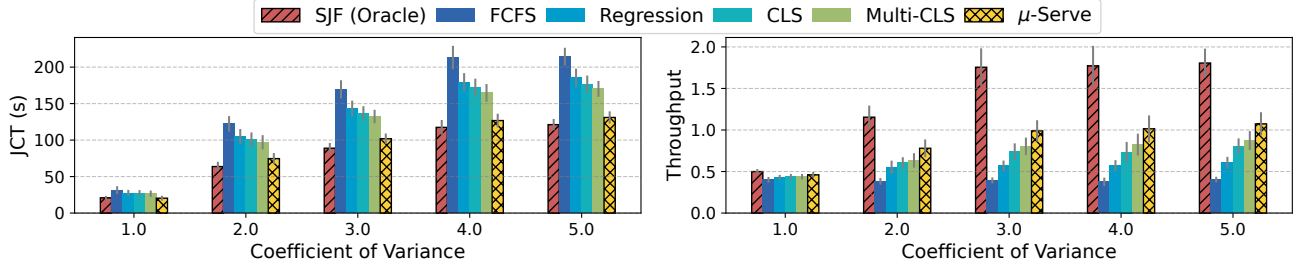 SJF (Oracle) FCFS Regression CLS Multi-CLS μ-Serve
JCT (s)
200
150
100
50
0
1.0 2.0 3.0 4.0 5.0
Coefficient of Variance
Throughput
2.0
1.5
1.0
0.5
0.0
1.0 2.0 3.0 4.0 5.0
Coefficient of Variance